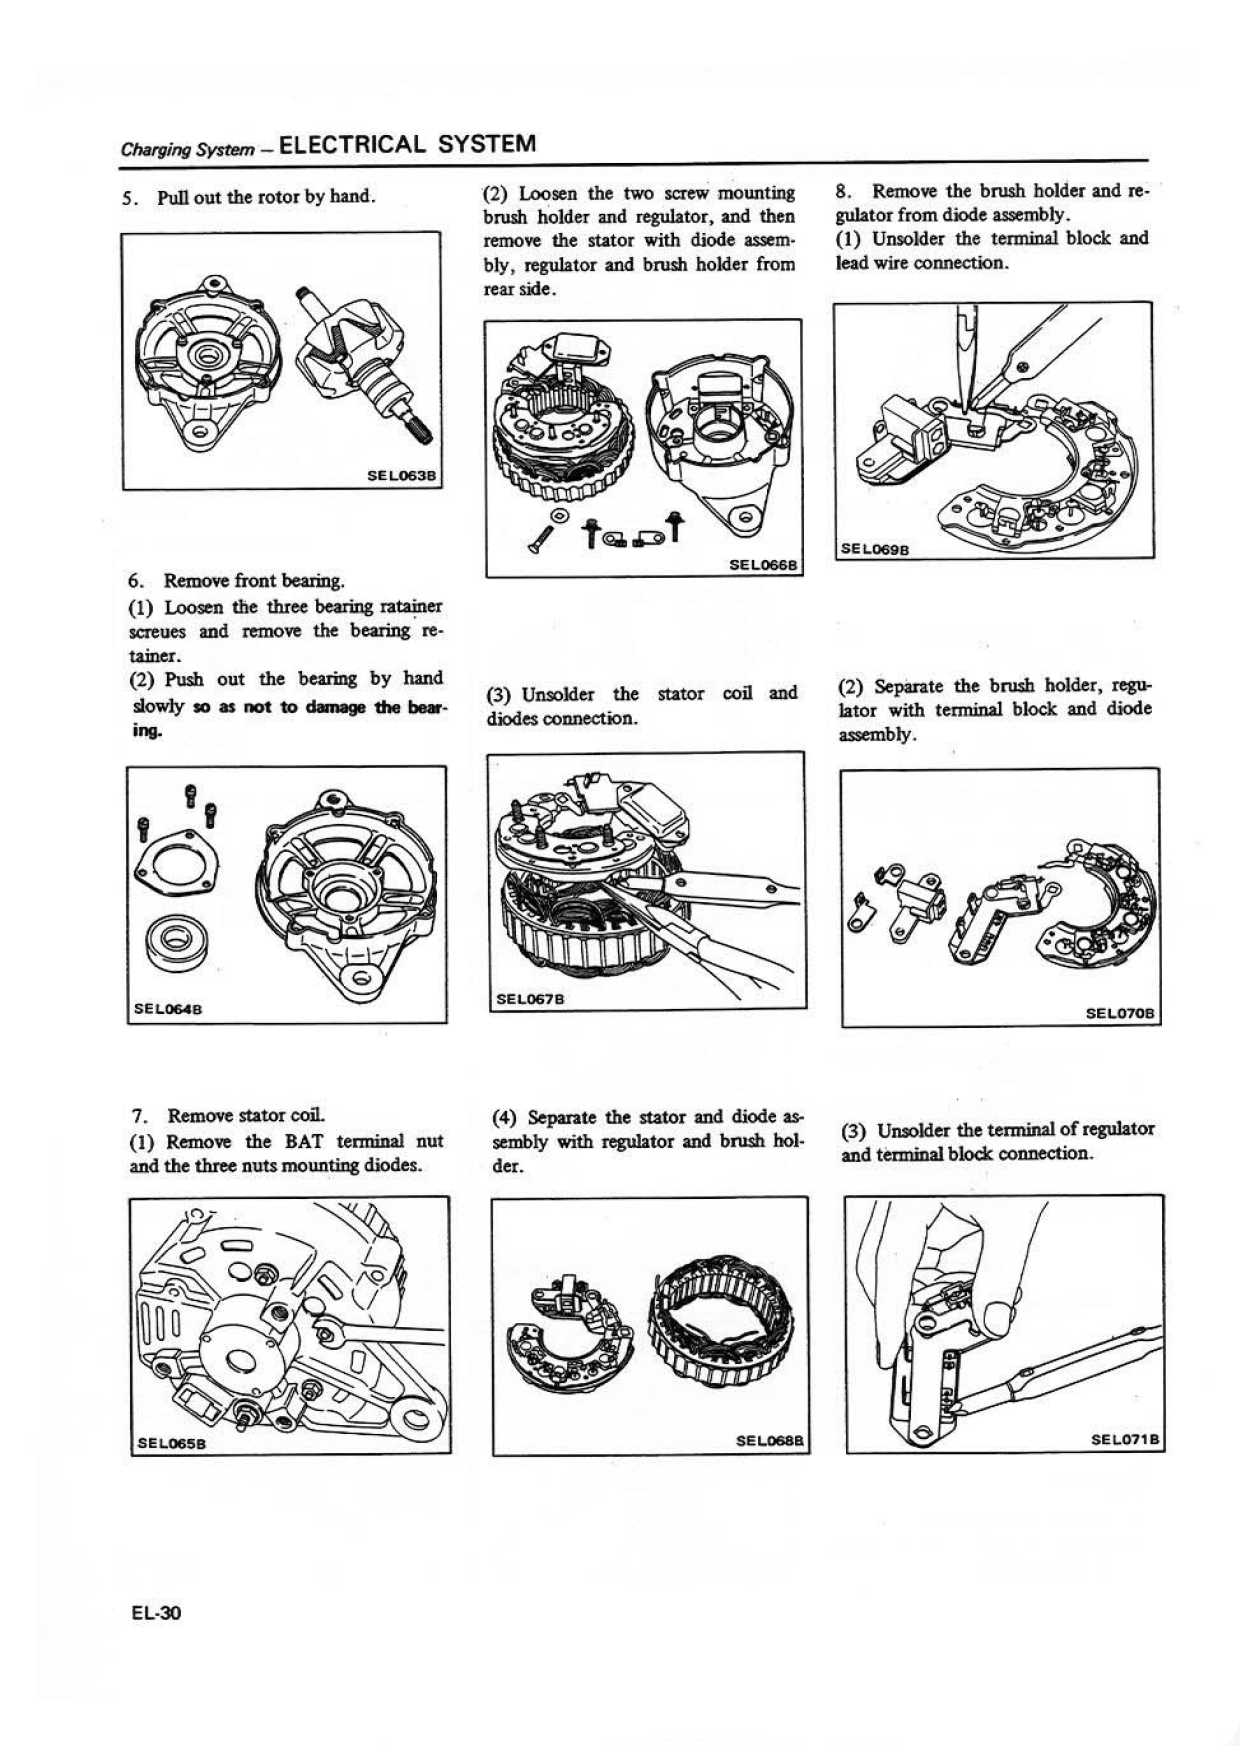 Charging System – ELECTRICAL SYSTEM
5. Pull out the rotor by hand.
SEL063B
6. Remove front bearing.
(1) Loosen the three bearing ratainer
screues and remove the bearing re-
tainer.
(2) Push out the bearing by hand
slowly so as not to damage the bear-
ing.
SEL064B
7. Remove stator coil.
(1) Remove the BAT terminal nut
and the three nuts mounting diodes.
SEL065B
(2) Loosen the two screw mounting
brush holder and regulator, and then
remove the stator with diode assem-
bly, regulator and brush holder from
rear side.
SEL066B
(3) Unsolder the stator coil and
diodes connection.
SEL067B
(4) Separate the stator and diode as-
sembly with regulator and brush hol-
der.
SEL068B
8. Remove the brush holder and re-
gulator from diode assembly.
(1) Unsolder the terminal block and
lead wire connection.
SEL069B
(2) Separate the brush holder, regu-
lator with terminal block and diode
assembly.
SEL070B
(3) Unsolder the terminal of regulator
and terminal block connection.
SEL071B
EL-30